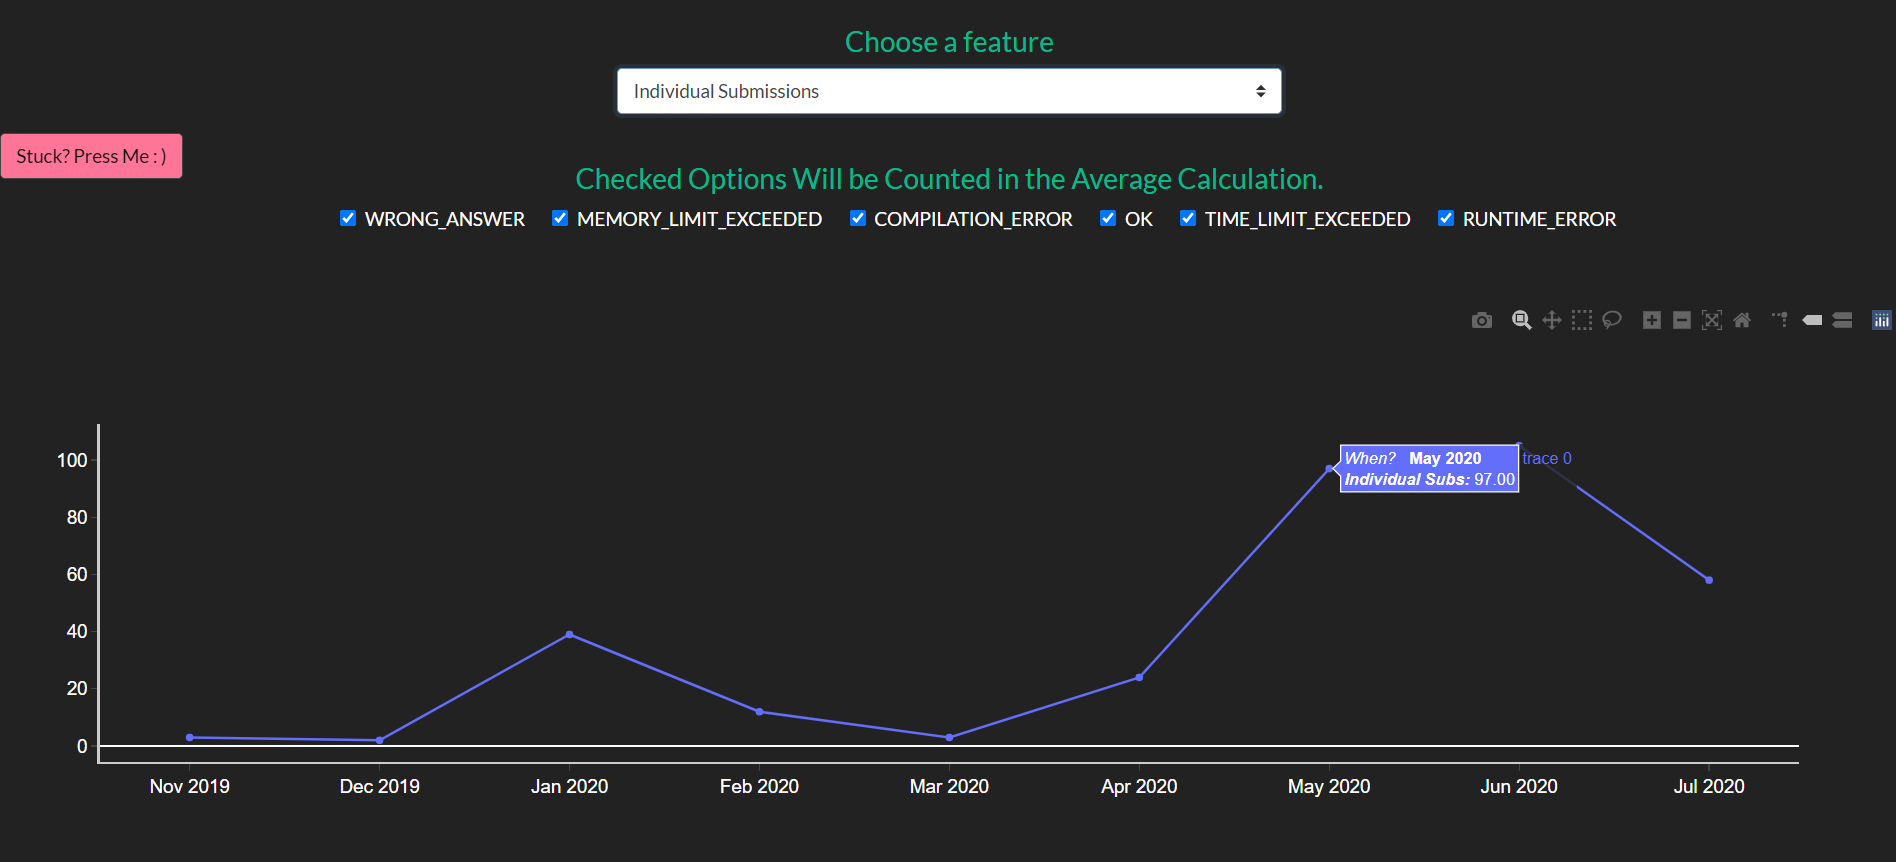 Choose a feature
Individual Submissions
Stuck? Press Me : )
Checked Options Will be Counted in the Average Calculation.
WRONG_ANSWER MEMORY_LIMIT_EXCEEDED COMPILATION_ERROR OK TIME_LIMIT_EXCEEDED RUNTIME_ERROR
100
80
60
40
20
0
When? May 2020
Individual Subs: 97.00
trace 0
Nov 2019 Dec 2019 Jan 2020 Feb 2020 Mar 2020 Apr 2020 May 2020 Jun 2020 Jul 2020